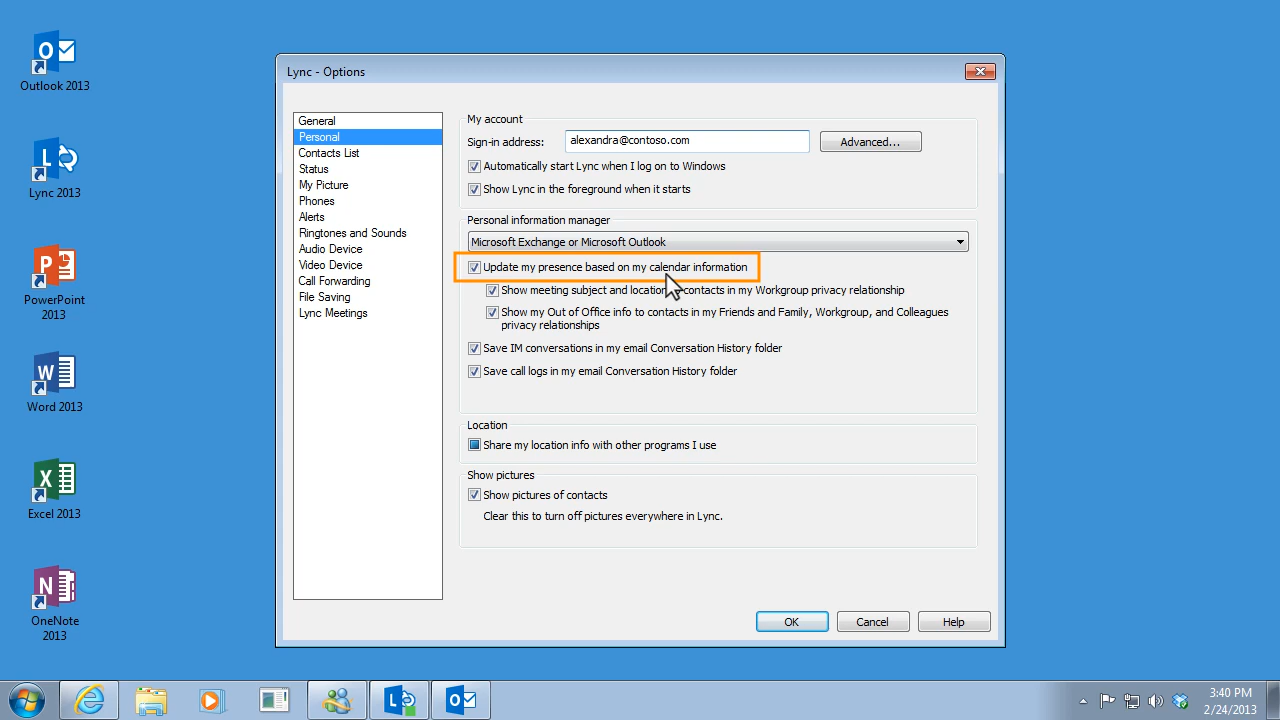 Outlook 2013
Lync 2013
PowerPoint
2013
Word 2013
Excel 2013
OneNote
2013
Lync - Options
General
Personal
Contacts List
Status
My Picture
Phones
Alerts
Ringtones and Sounds
Audio Device
Video Device
Call Forwarding
File Saving
Lync Meetings
My account
Sign-in address: alexandra@contoso.com Advanced...
Automatically start Lync when I log on to Windows
Show Lync in the foreground when it starts
Personal information manager
Microsoft Exchange or Microsoft Outlook
Update my presence based on my calendar information
Show meeting subject and location contacts in my Workgroup privacy relationship
Show my Out of Office info to contacts in my Friends and Family, Workgroup, and Colleagues
privacy relationships
Save IM conversations in my email Conversation History folder
Save call logs in my email Conversation History folder
Location
Share my location info with other programs I use
Show pictures
Show pictures of contacts
Clear this to turn off pictures everywhere in Lync.
OK Cancel Help
3:40 PM
2/24/2013